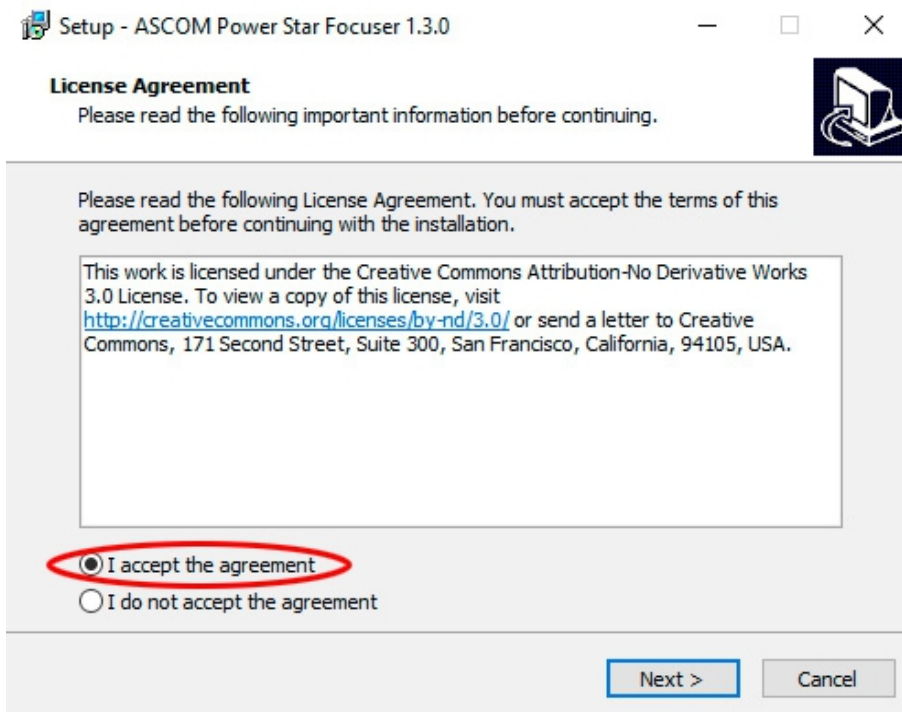 Setup - ASCOM Power Star Focuser 1.3.0
License Agreement
Please read the following important information before continuing.
Please read the following License Agreement. You must accept the terms of this
agreement before continuing with the installation.
This work is licensed under the Creative Commons Attribution-No Derivative Works
3.0 License. To view a copy of this license, visit
http://creativecommons.org/licenses/by-nd/3.0/ or send a letter to Creative
Commons, 171 Second Street, Suite 300, San Francisco, California, 94105, USA.
I accept the agreement
I do not accept the agreement
Next >
Cancel